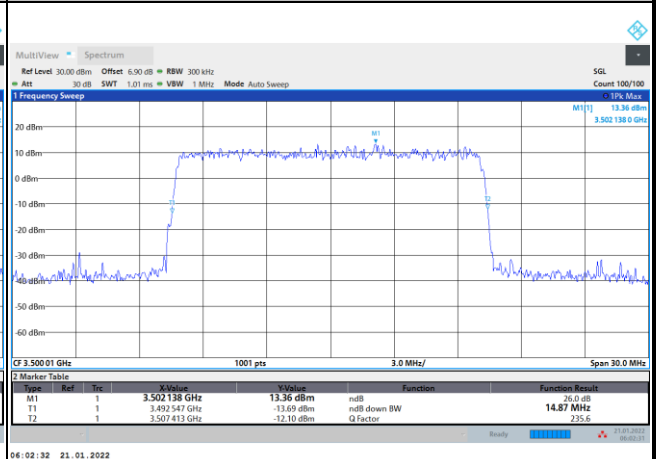 MultiView Spectrum
Ref Level 30.00 dBm Offset 6.90 dB RBW 300 kHz SGL
Att 30 dB SWT 1.01 ms VBW 1 MHz Mode Auto Sweep Count 100/100
1 Frequency Sweep 1Pk Max
M1[1] 13.36 dBm
3.502 138 0 GHz
M1
20 dBm
10 dBm
0 dBm
-10 dBm
T1 T2
-20 dBm
-30 dBm
-40 dBm
-50 dBm
-60 dBm
CF 3.500 01 GHz 1001 pts 3.0 MHz/ Span 30.0 MHz
2 Marker Table
Type Ref Trc X-Value Y-Value Function Function Result
M1 1 3.502 138 GHz 13.36 dBm ndB 26.0 dB
T1 1 3.492 547 GHz -13.69 dBm ndB down BW 14.87 MHz
T2 1 3.507 413 GHz -12.10 dBm Q Factor 235.6
Ready 21.01.2022
06:02:31
06:02:32 21.01.2022